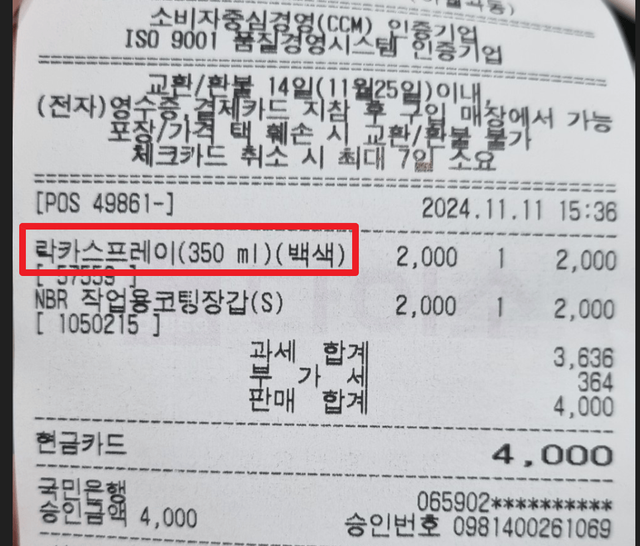 소비자중심경영(CCM) 인증기업
ISO 9001 품질경영시스템 인증기업
교환/환불 14일(11월25일)이내,
(전자)영수증,결제카드 지참 후 구입 매장에서 가능
포장/가격 택 훼손 시 교환/환불 불가
체크카드 취소 시 최대 7일 소요
[POS 49861-] 2024.11.11 15:36
락카스프레이(350 ml)(백색) 2,000 1 2,000
[ 57559 ]
NBR 작업용코팅장갑(S) 2,000 1 2,000
[ 1050215 ]
과세 합계 3,636
부 가 세 364
판매 합계 4,000
현금카드 4,000
국민은행 065902**********
승인금액 4,000 승인번호 0981400261069